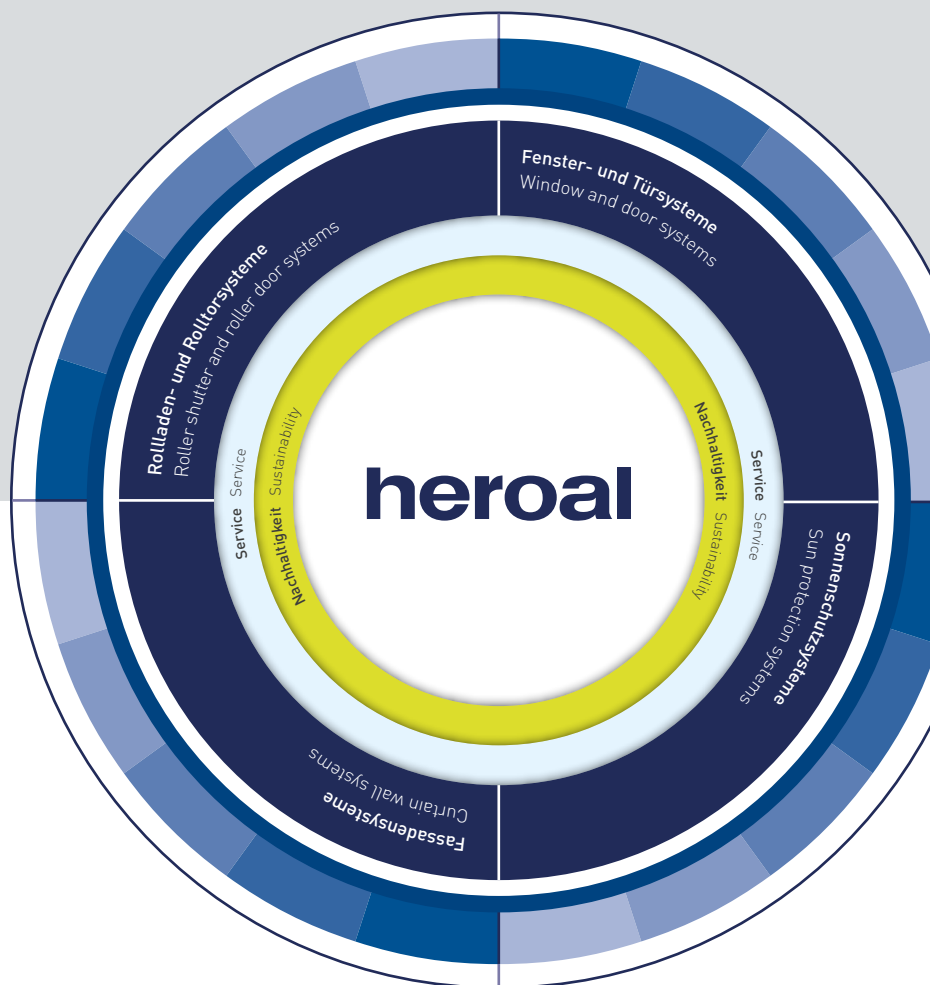 Fenster- und Türsysteme
Window and door systems
Rollladen- und Rolltorsysteme
Roller shutter and roller door systems
Sonnenschutzsysteme
Sun protection systems
Fassadensysteme
Curtain wall systems
Service Service
Nachhaltigkeit Sustainability
heroal
Nachhaltigkeit Sustainability
Service Service